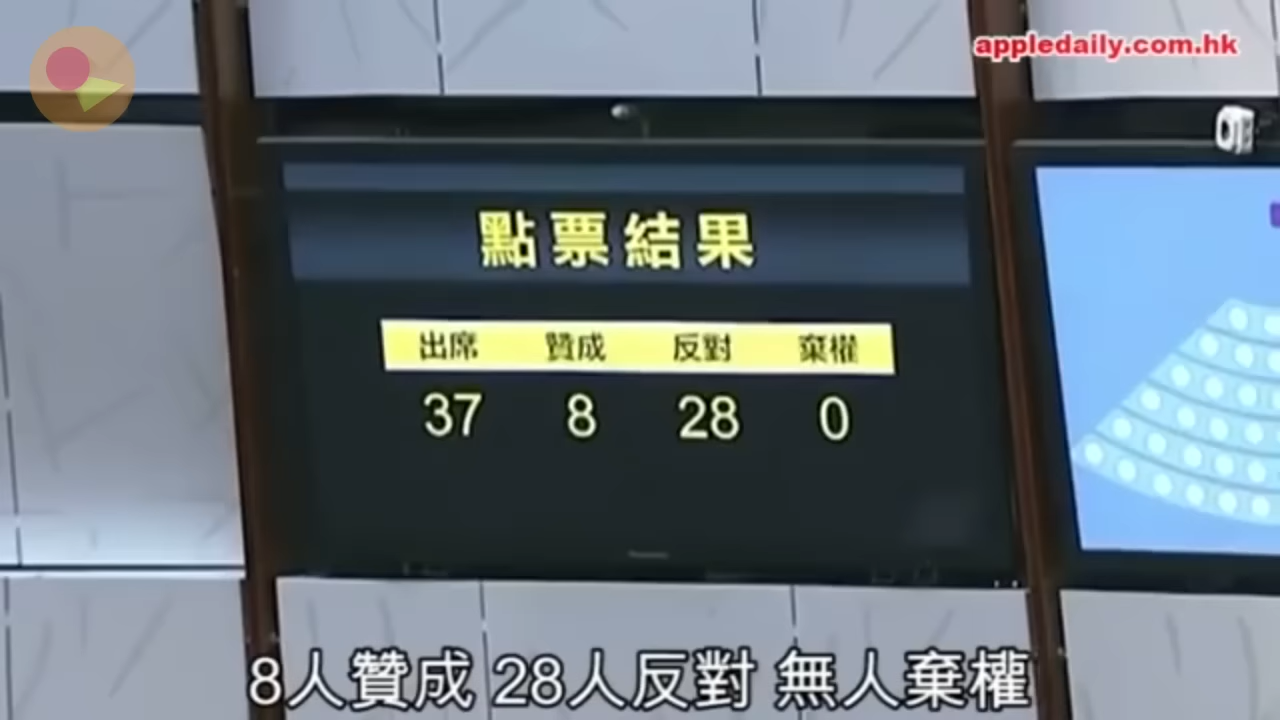 appledaily.com.hk
點票結果
出席 贊成 反對 棄權
37 8 28 0
8人贊成 28人反對 無人棄權